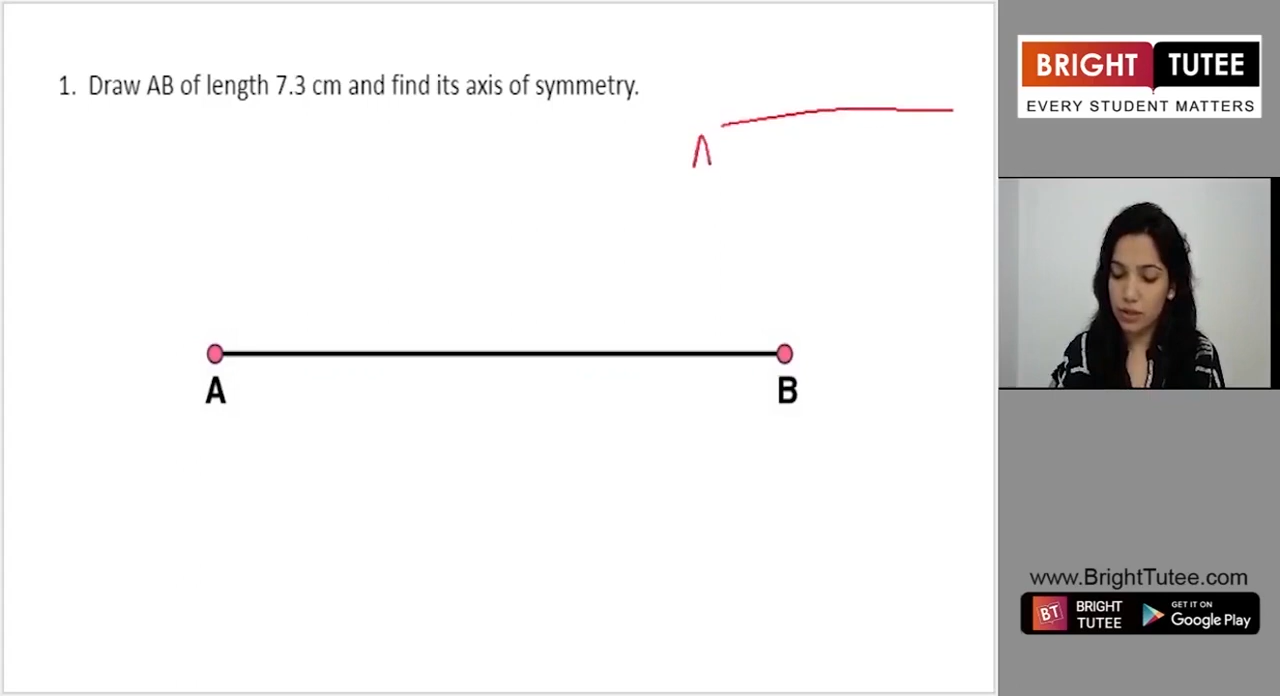 1. Draw AB of length 7.3 cm and find its axis of symmetry.
A B
BRIGHT TUTEE
EVERY STUDENT MATTERS
www.BrightTutee.com
BT BRIGHT TUTEE
GET IT ON
Google Play